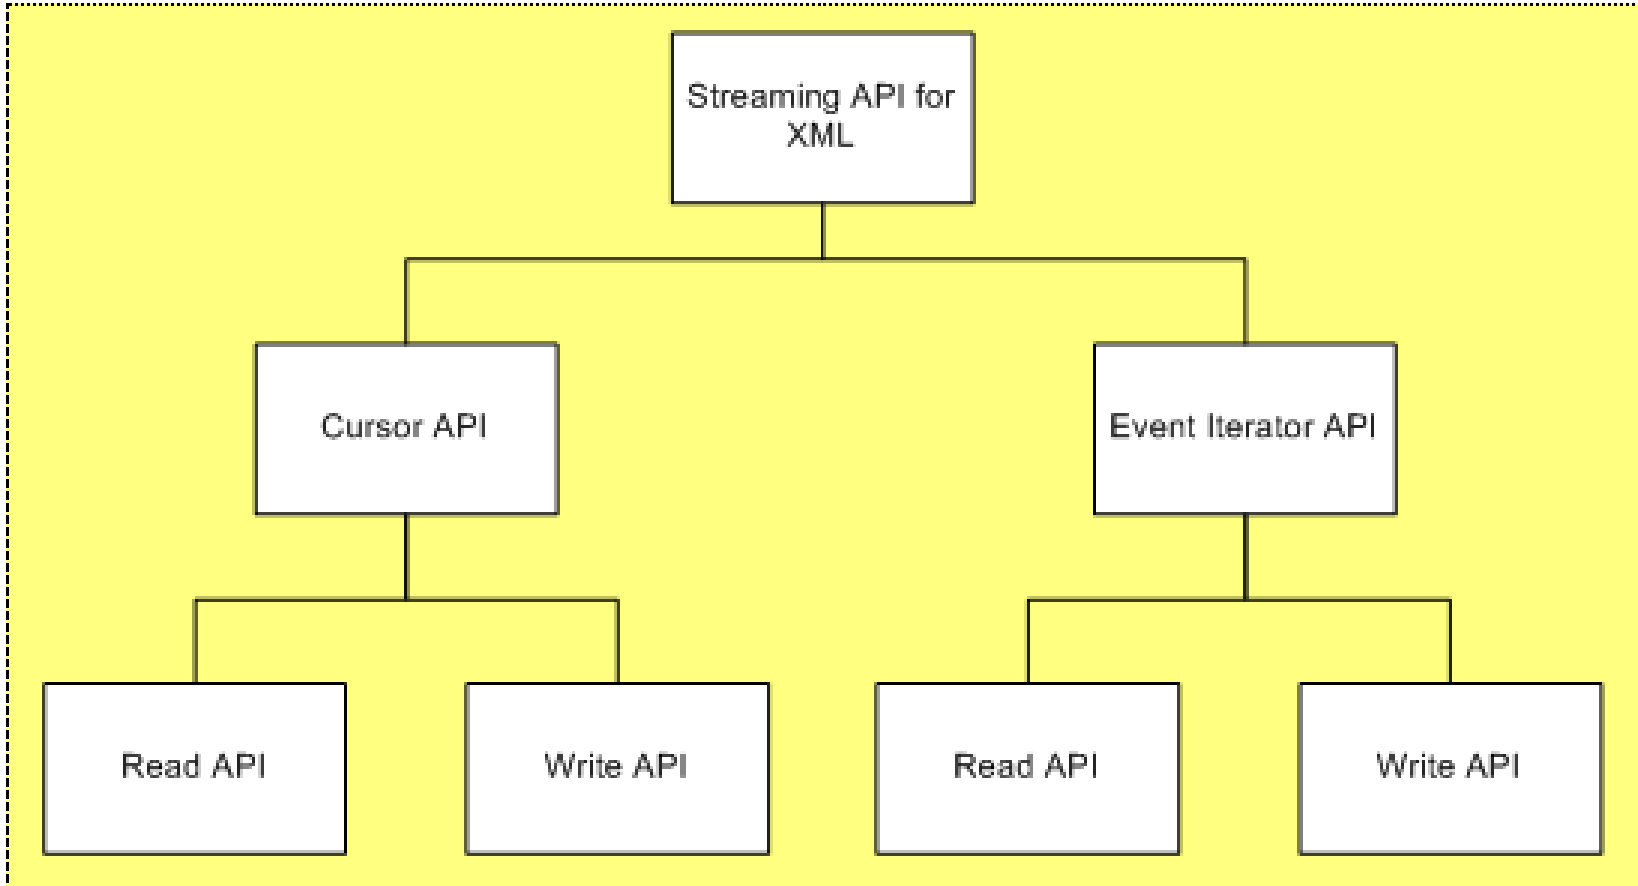 Streaming API for
XML
Cursor API
Event Iterator API
Read API
Write API
Read API
Write API